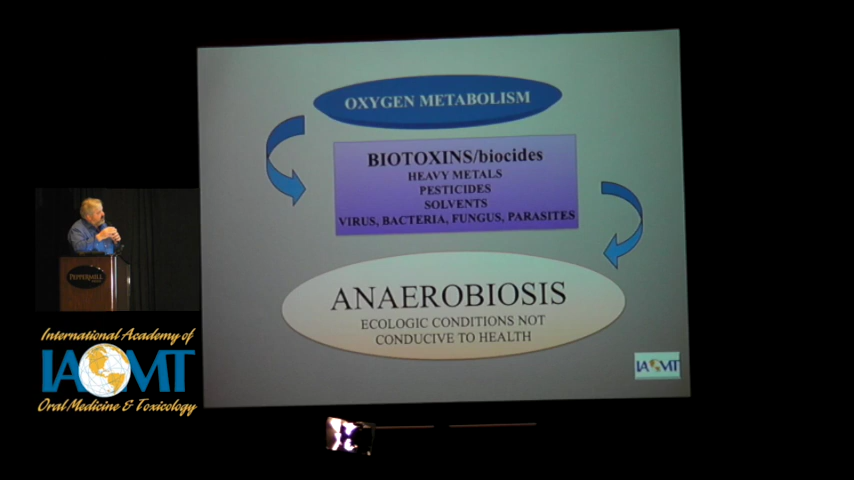 OXYGEN METABOLISM
BIOTOXINS/biocides
HEAVY METALS
PESTICIDES
SOLVENTS
VIRUS, BACTERIA, FUNGUS, PARASITES
ANAEROBIOSIS
ECOLOGIC CONDITIONS NOT
CONDUCIVE TO HEALTH
IAOMT
PEPPERMILL
International Academy of
IAOMT
Oral Medicine & Toxicology